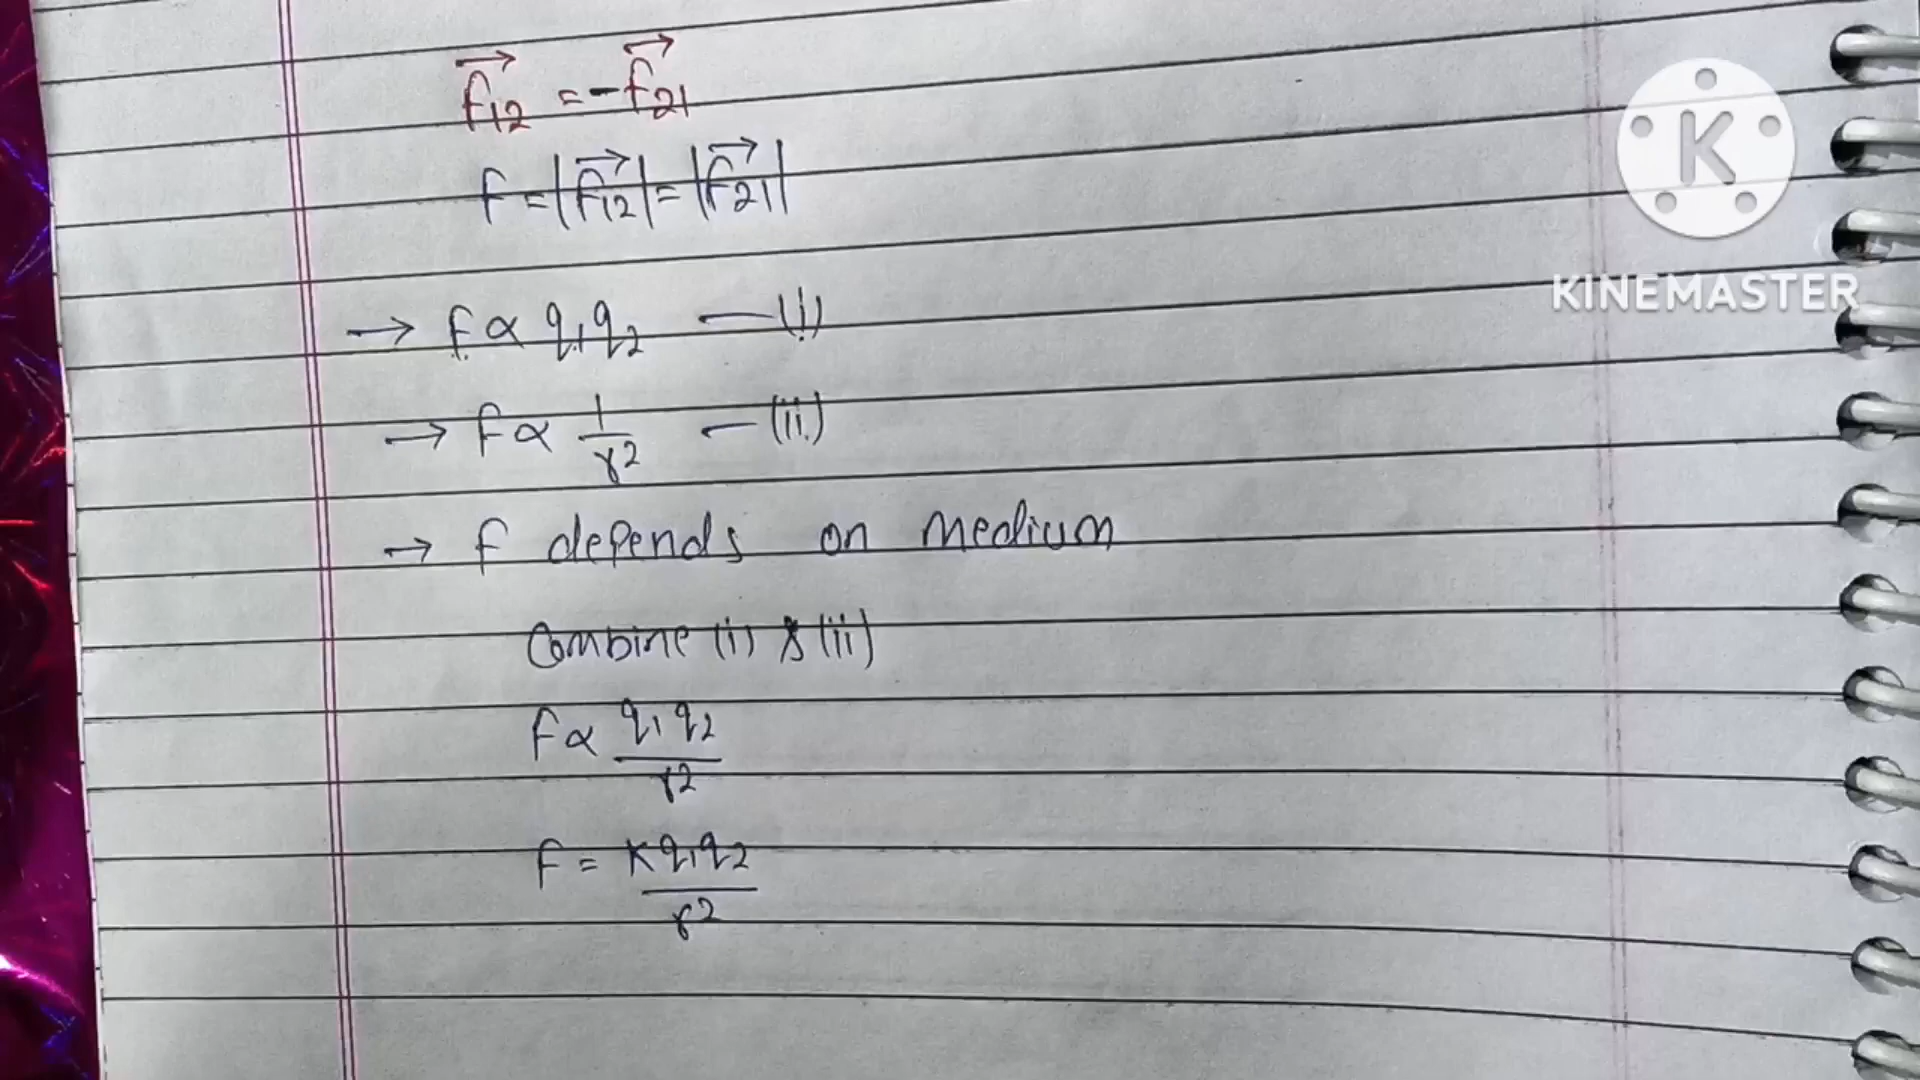 →F₁₂ = -→F₂₁
F = |→F₁₂| = |→F₂₁|
→ F ∝ q₁q₂ — (i)
→ F ∝ 1/r² — (ii)
→ F depends on medium
Combine (i) & (ii)
F ∝ q₁q₂/r²
F = Kq₁q₂/r²
K
KINEMASTER